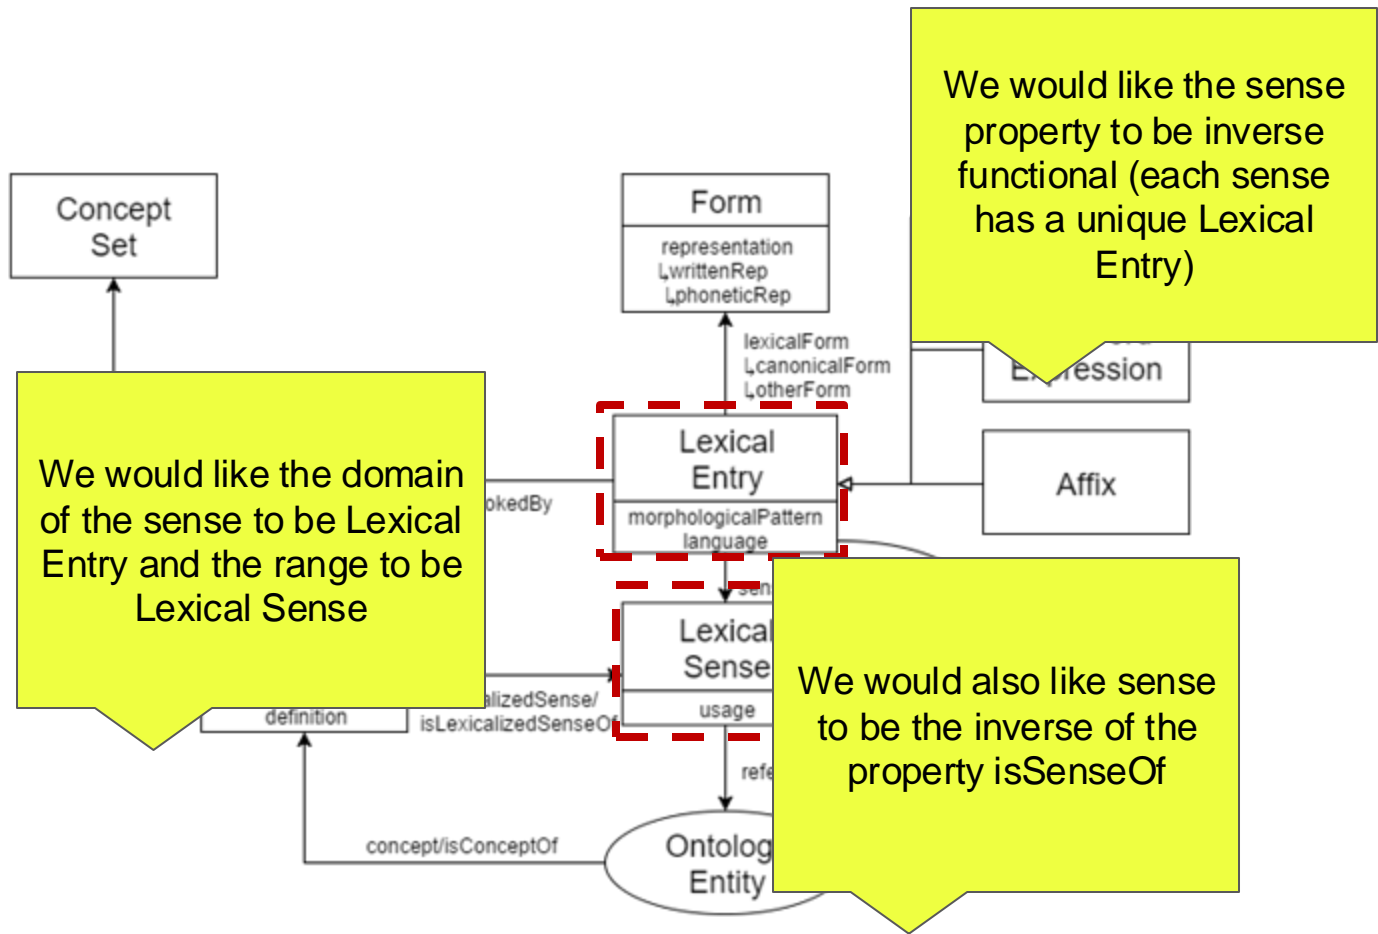 We would like the sense
property to be inverse
functional (each sense
has a unique Lexical
Entry)
Concept
Set
Form
representation
↳writtenRep
↳phoneticRep
lexicalForm
↳canonicalForm
↳otherForm
Expression
We would like the domain
of the sense to be Lexical
Entry and the range to be
Lexical Sense
Lexical
Entry
morphologicalPattern
language
Affix
okedBy
Lexical
Sense
usage
We would also like sense
to be the inverse of the
property isSenseOf
alizedSense/
isLexicalizedSenseOf
definition
concept/isConceptOf
Ontolog
Entity